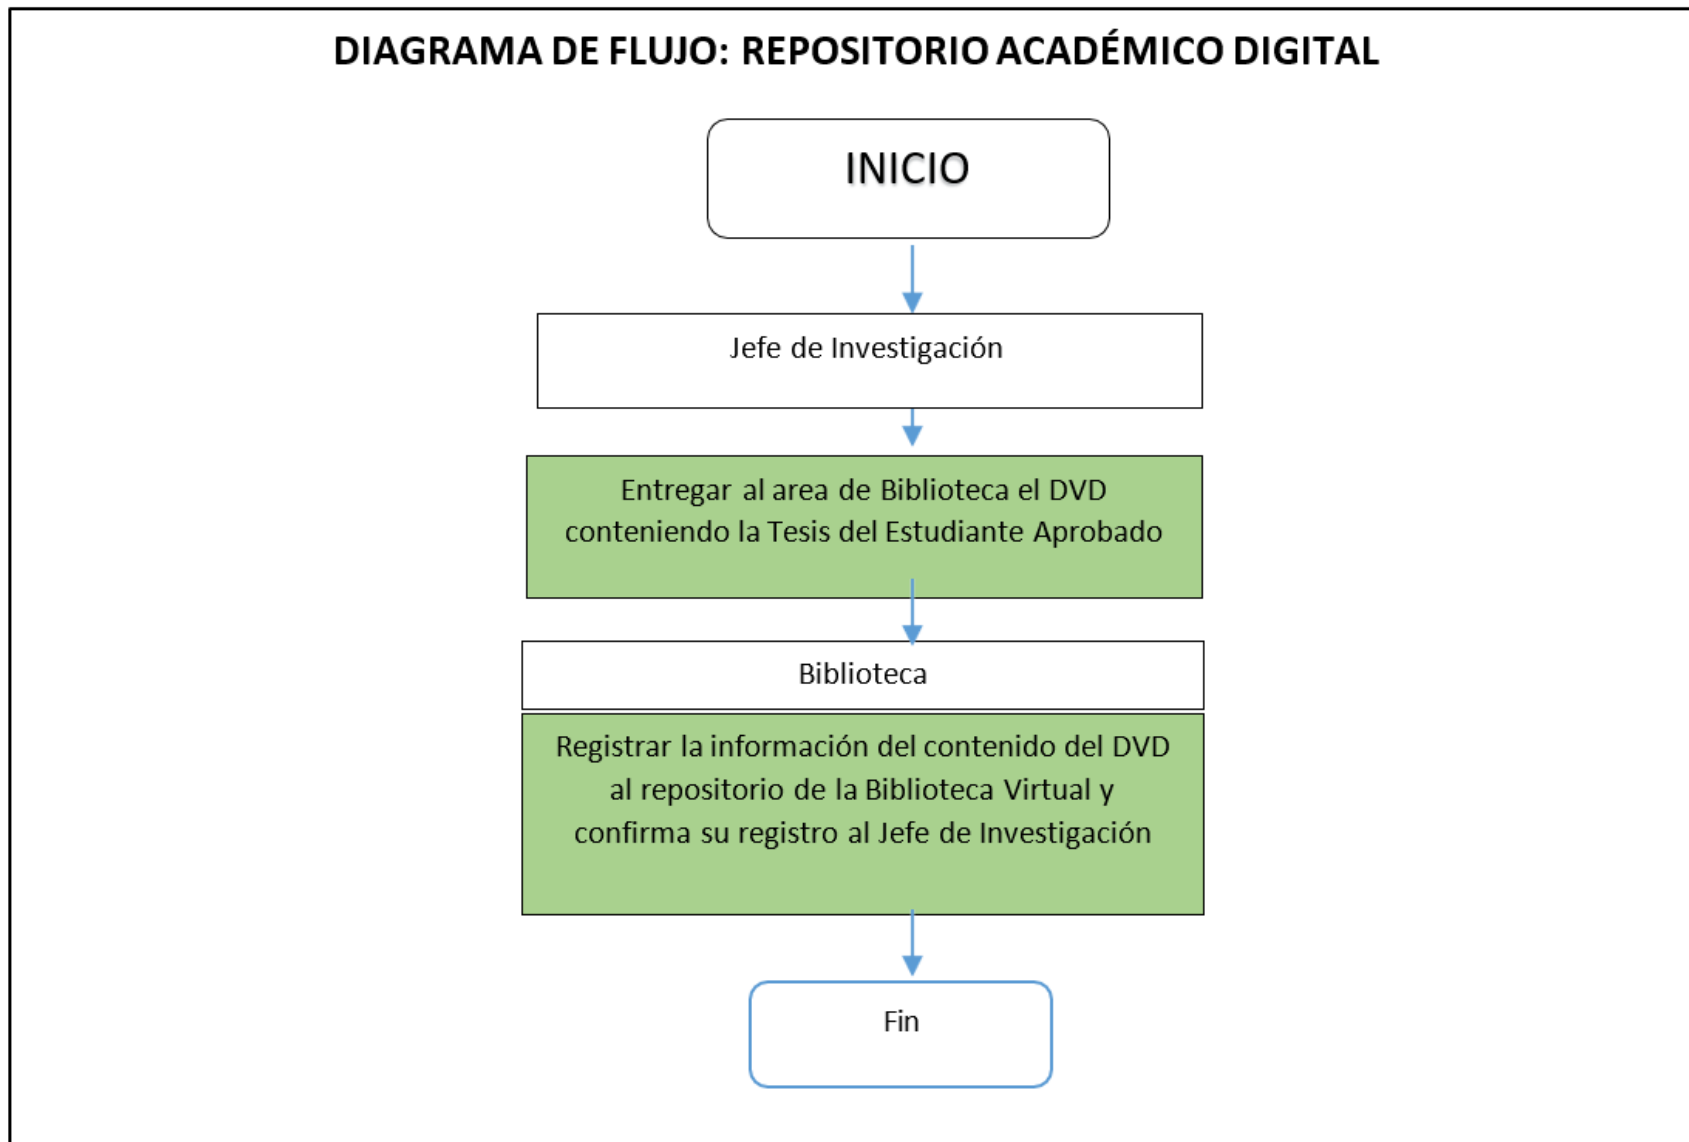 DIAGRAMA DE FLUJO: REPOSITORIO ACADÉMICO DIGITAL
INICIO
Jefe de Investigación
Entregar al area de Biblioteca el DVD
conteniendo la Tesis del Estudiante Aprobado
Biblioteca
Registrar la información del contenido del DVD
al repositorio de la Biblioteca Virtual y
confirma su registro al Jefe de Investigación
Fin